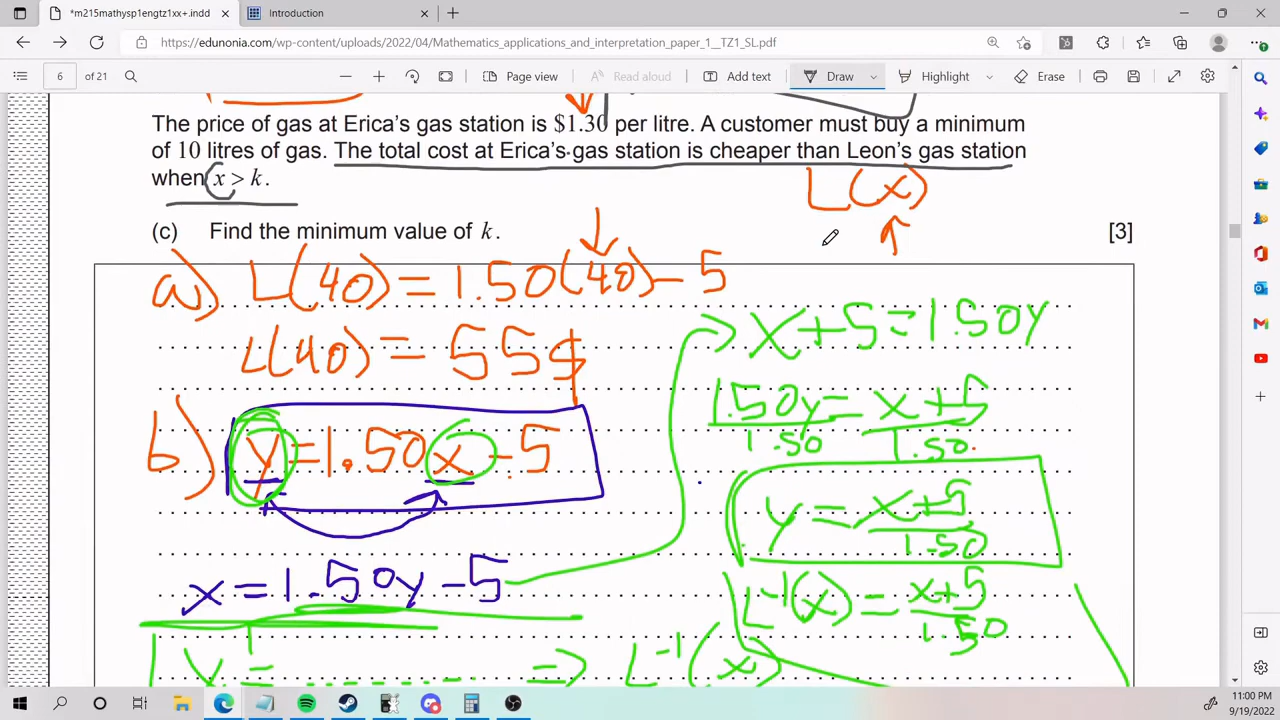 *m215mathysp1engtz1xx+.indd
Introduction
https://edunonia.com/wp-content/uploads/2022/04/Mathematics_applications_and_interpretation_paper_1__TZ1_SL.pdf
6 of 21 Page view Read aloud Add text Draw Highlight Erase
The price of gas at Erica's gas station is $1.30 per litre. A customer must buy a minimum
of 10 litres of gas. The total cost at Erica's gas station is cheaper than Leon's gas station
when x > k.
L(x)
(c) Find the minimum value of k. [3]
a) L(40) = 1.50(40) - 5
L(40) = 55$
b) y = 1.50x - 5
x = 1.50y - 5
y = ........ => L⁻¹(x)
x + 5 = 1.50y
1.50y = x + 5
1.50 1.50
y = x + 5
1.50
L⁻¹(x) = x + 5
1.50
11:00 PM
9/19/2022